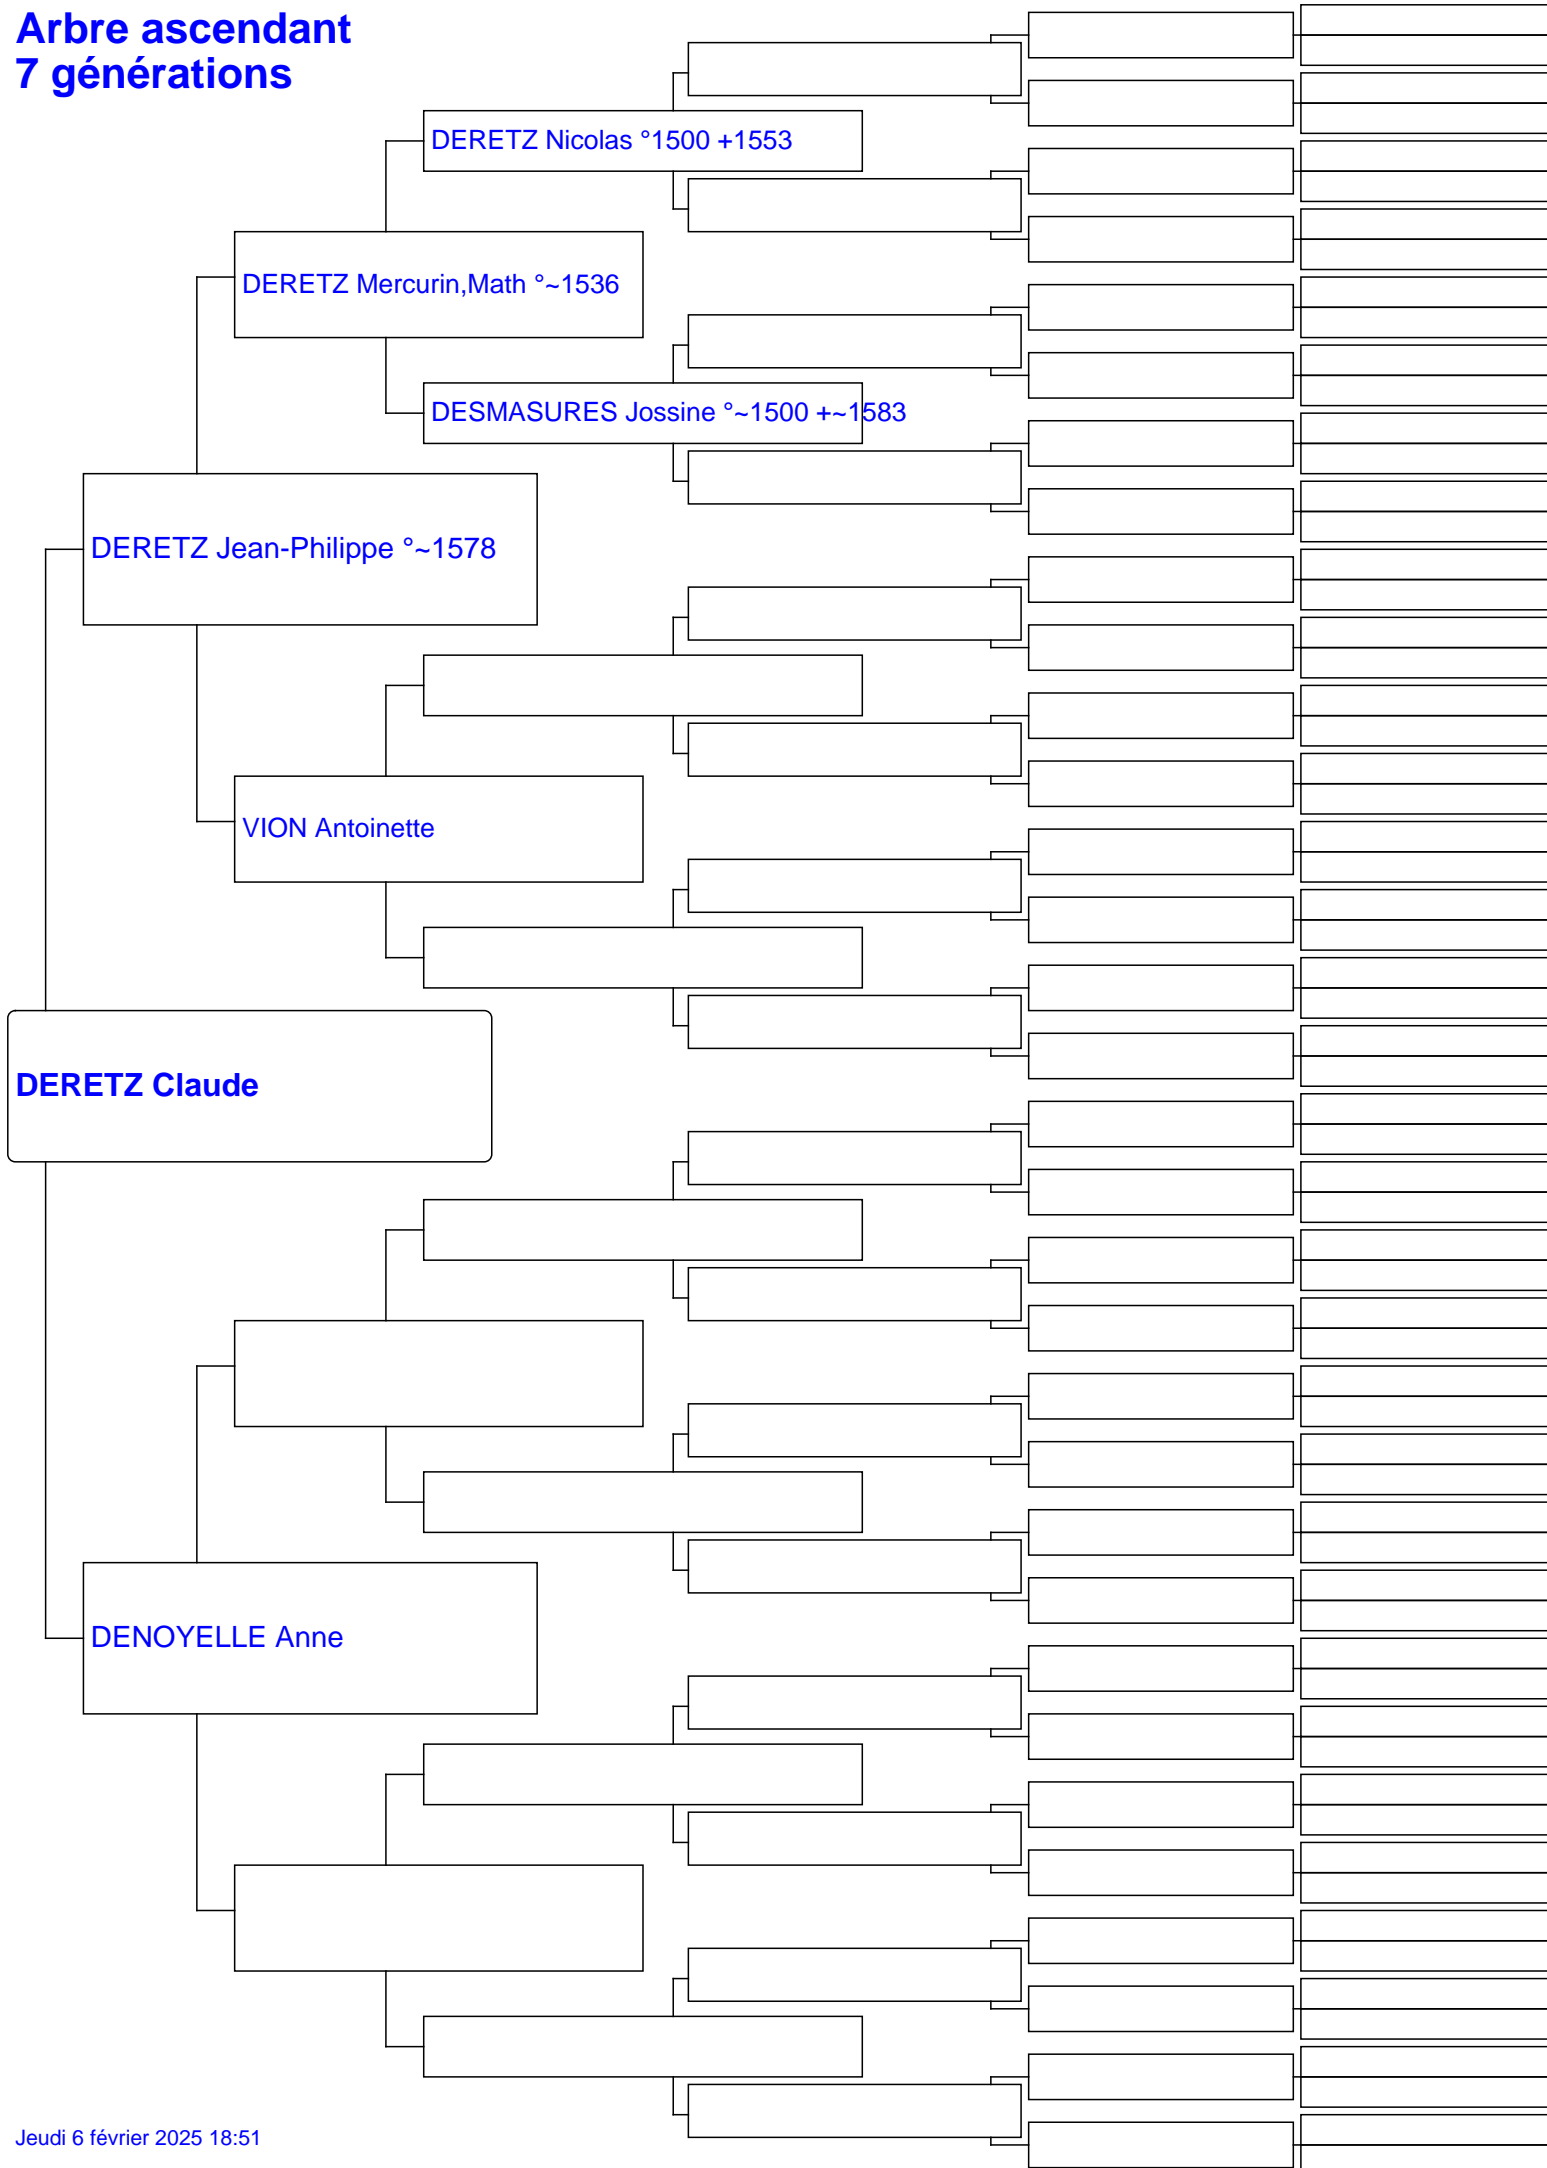 Arbre ascendant
7 générations
DERETZ Nicolas °1500 +1553
DERETZ Mercurin,Math °~1536
DESMASURES Jossine °~1500 +~1583
DERETZ Jean-Philippe °~1578
VION Antoinette
DERETZ Claude
DENOYELLE Anne
Jeudi 6 février 2025 18:51